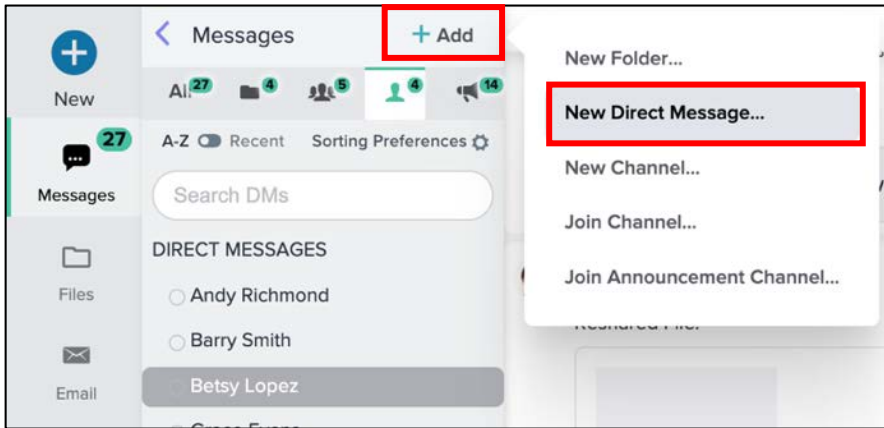 New
27
Messages
Files
Email
Messages
+ Add
All 27 4 5 4 14
A-Z Recent Sorting Preferences
Search DMs
DIRECT MESSAGES
Andy Richmond
Barry Smith
Betsy Lopez
New Folder...
New Direct Message...
New Channel...
Join Channel...
Join Announcement Channel...
File: